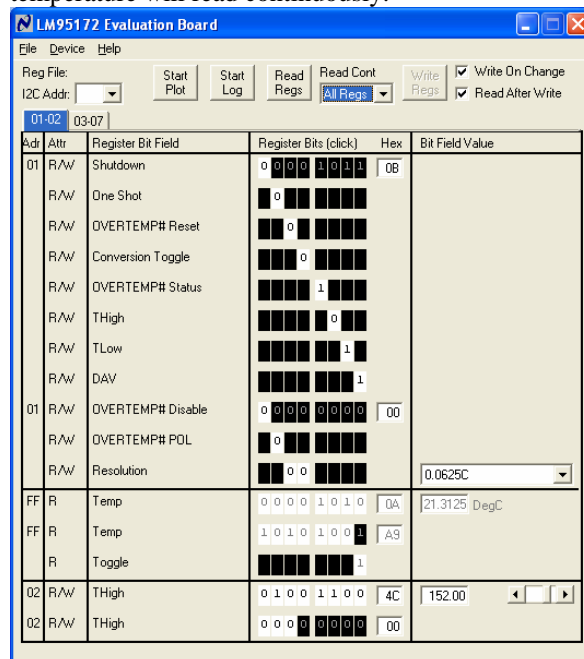 temperature will read continuously.
LM95172 Evaluation Board
File Device Help
Reg File: Start Plot Start Log Read Regs Read Cont Write Regs Write On Change
I2C Addr: All Regs Read After Write
01-02 03-07
Adr Attr Register Bit Field Register Bits (click) Hex Bit Field Value
01 R/W Shutdown 0 0 0 0 1 0 1 1 0B
R/W One Shot 0
R/W OVERTEMP# Reset 0
R/W Conversion Toggle 0
R/W OVERTEMP# Status 1
R/W THigh 0
R/W TLow 1
R/W DAV 1
01 R/W OVERTEMP# Disable 0 0 0 0 0 0 0 0 00
R/W OVERTEMP# POL 0
R/W Resolution 0 0 0.0625C
FF R Temp 0 0 0 0 1 0 1 0 0A 21.3125 DegC
FF R Temp 1 0 1 0 1 0 0 1 A9
R Toggle 1
02 R/W THigh 0 1 0 0 1 1 0 0 4C 152.00
02 R/W THigh 0 0 0 0 0 0 0 0 00